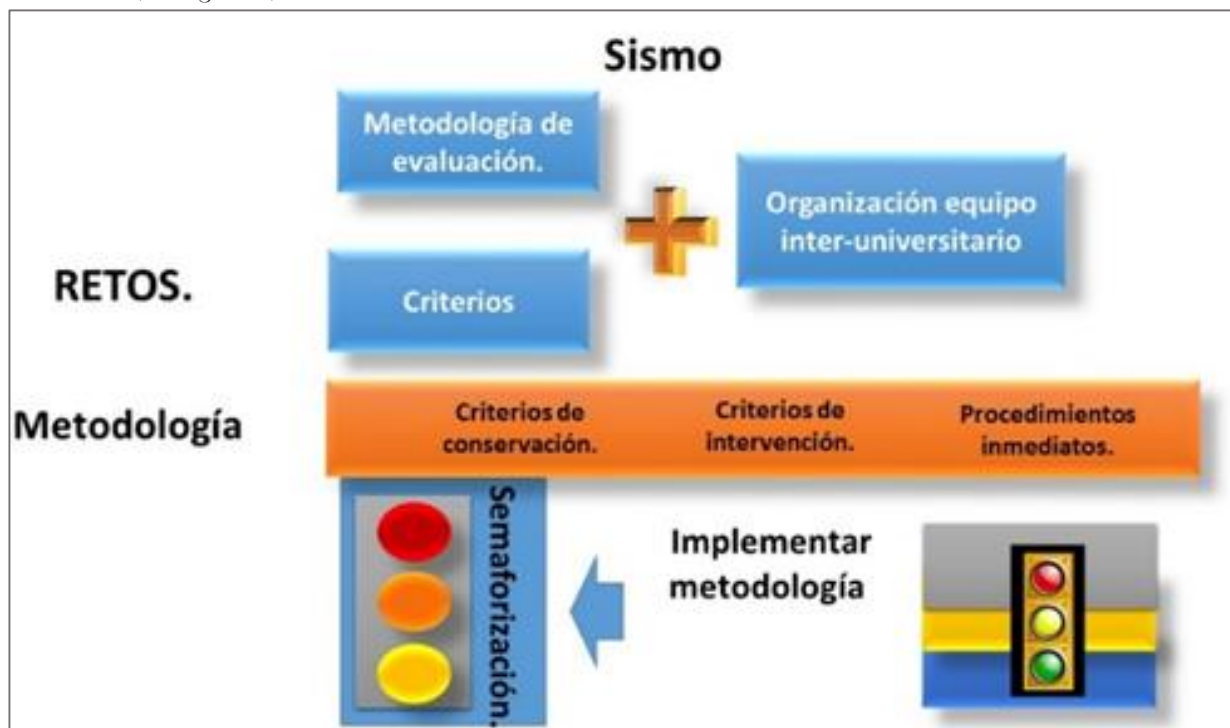 Sismo
Metodología de
evaluación.
Organización equipo
inter-universitario
RETOS.
Criterios
Metodología
Criterios de
conservación.
Criterios de
intervención.
Procedimientos
inmediatos.
Semaforización.
Implementar
metodología